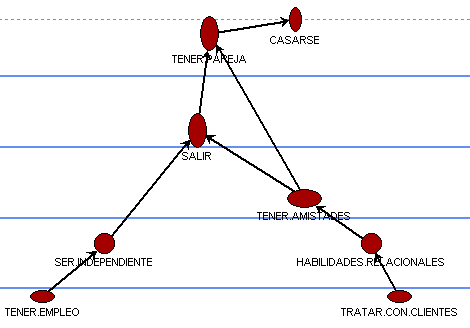 CASARSE
TENER.PAREJA
SALIR
TENER.AMISTADES
SER.INDEPENDIENTE
HABILIDADES.RELACIONALES
TENER.EMPLEO
TRATAR.CON.CLIENTES